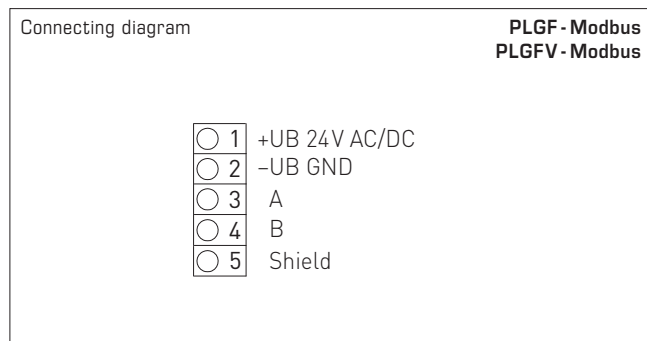 Connecting diagram
PLGF - Modbus
PLGFV - Modbus
1 +UB 24V AC/DC
2 –UB GND
3 A
4 B
5 Shield